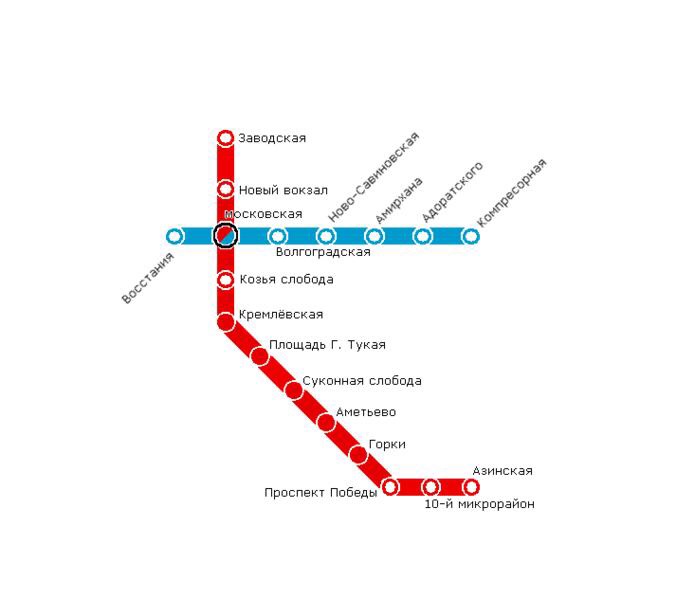 Заводская
Новый вокзал
московская
Ново-Савиновская
Амирхана
Адоратского
Компресорная
Восстания
Волгоградская
Козья слобода
Кремлёвская
Площадь Г. Тукая
Суконная слобода
Аметьево
Горки
Азинская
Проспект Победы
10-й микрорайон